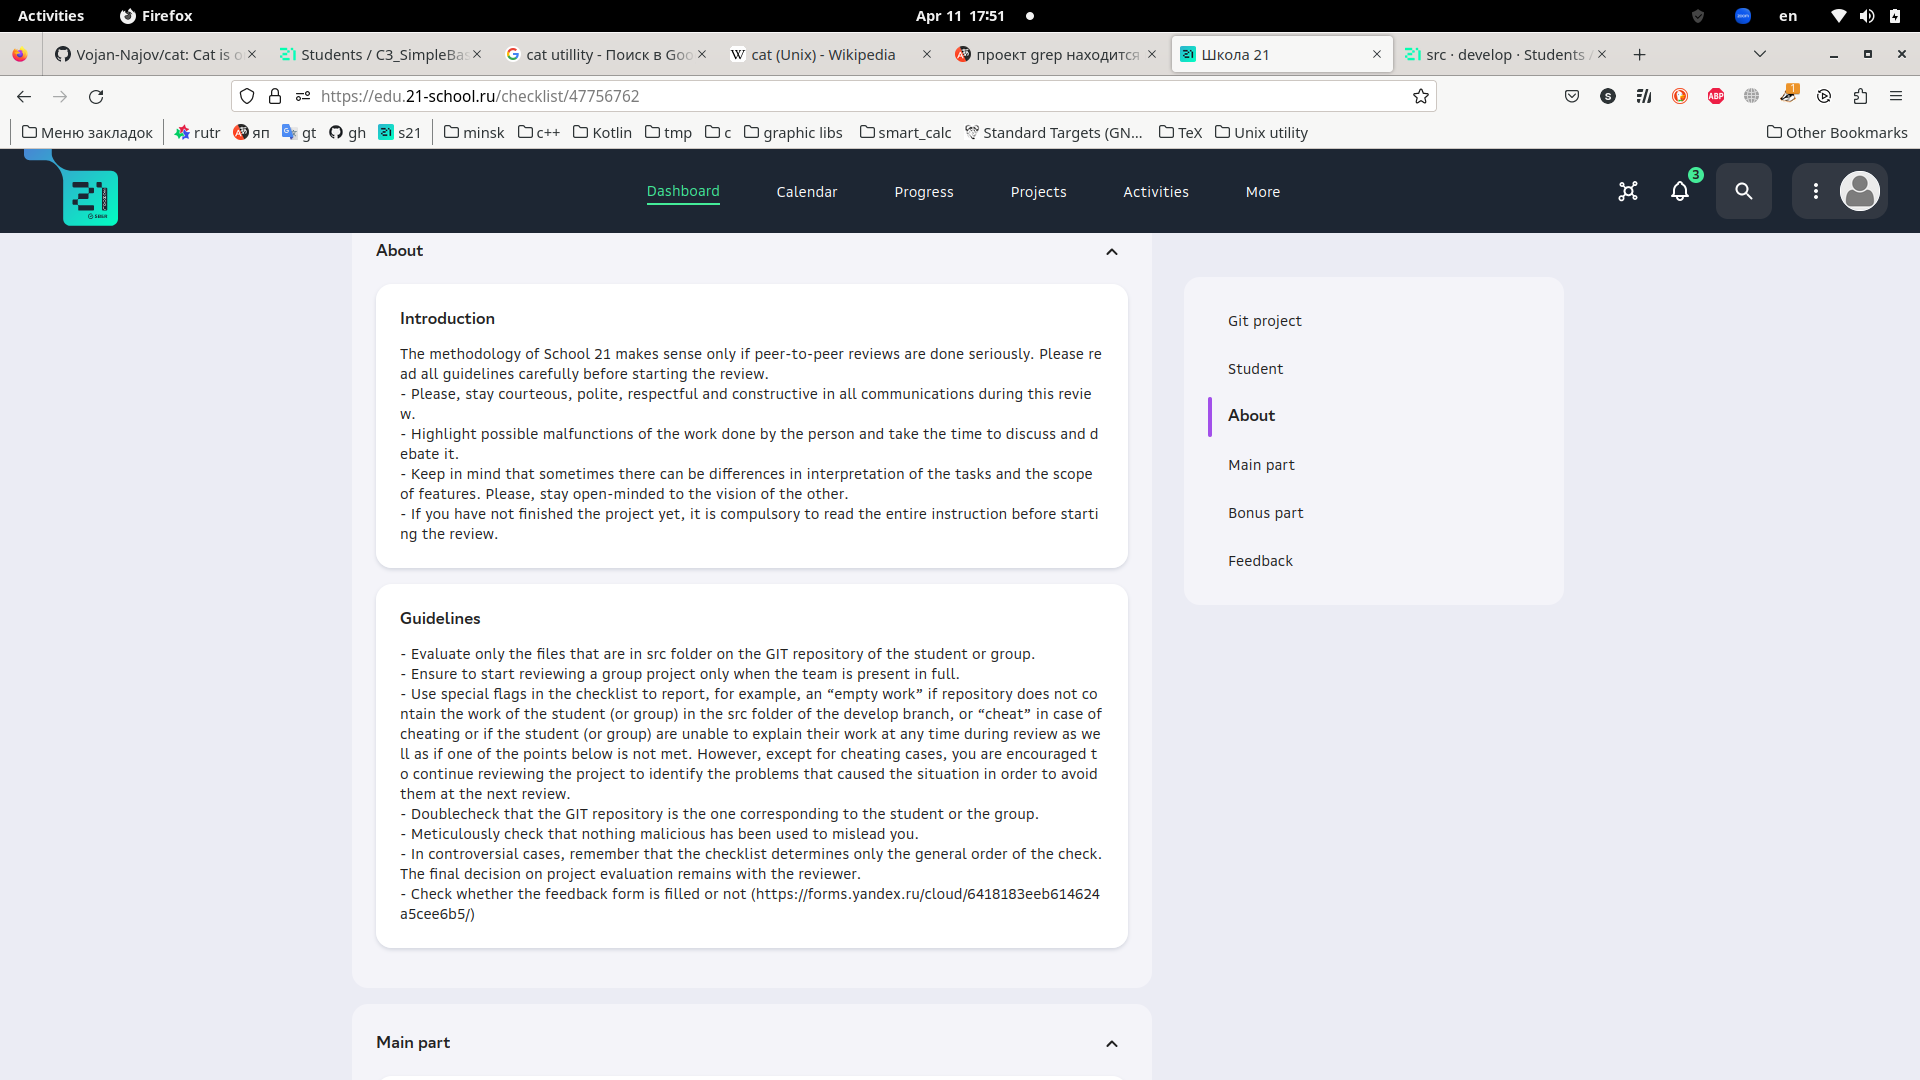 Activities Firefox Apr 11 17:51 en
Vojan-Najov/cat: Cat is o Students / C3_SimpleBas cat utillity - Поиск в Goo cat (Unix) - Wikipedia проект grep находится Школа 21 src · develop · Students /
https://edu.21-school.ru/checklist/47756762
Меню закладок rutr яп gt gh s21 minsk c++ Kotlin tmp c graphic libs smart_calc Standard Targets (GN... TeX Unix utility Other Bookmarks
Dashboard Calendar Progress Projects Activities More 3
About
Introduction
The methodology of School 21 makes sense only if peer-to-peer reviews are done seriously. Please re
ad all guidelines carefully before starting the review.
- Please, stay courteous, polite, respectful and constructive in all communications during this revie
w.
- Highlight possible malfunctions of the work done by the person and take the time to discuss and d
ebate it.
- Keep in mind that sometimes there can be differences in interpretation of the tasks and the scope
of features. Please, stay open-minded to the vision of the other.
- If you have not finished the project yet, it is compulsory to read the entire instruction before starti
ng the review.
Guidelines
- Evaluate only the files that are in src folder on the GIT repository of the student or group.
- Ensure to start reviewing a group project only when the team is present in full.
- Use special flags in the checklist to report, for example, an “empty work” if repository does not co
ntain the work of the student (or group) in the src folder of the develop branch, or “cheat” in case of
cheating or if the student (or group) are unable to explain their work at any time during review as we
ll as if one of the points below is not met. However, except for cheating cases, you are encouraged t
o continue reviewing the project to identify the problems that caused the situation in order to avoid
them at the next review.
- Doublecheck that the GIT repository is the one corresponding to the student or the group.
- Meticulously check that nothing malicious has been used to mislead you.
- In controversial cases, remember that the checklist determines only the general order of the check.
The final decision on project evaluation remains with the reviewer.
- Check whether the feedback form is filled or not (https://forms.yandex.ru/cloud/6418183eeb614624
a5cee6b5/)
Main part
Git project
Student
About
Main part
Bonus part
Feedback